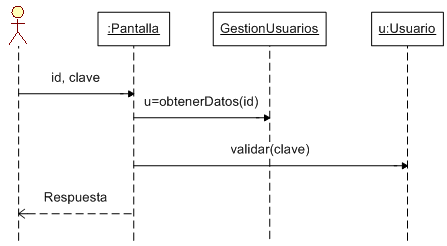 :Pantalla
GestionUsuarios
u:Usuario
id, clave
u=obtenerDatos(id)
validar(clave)
Respuesta